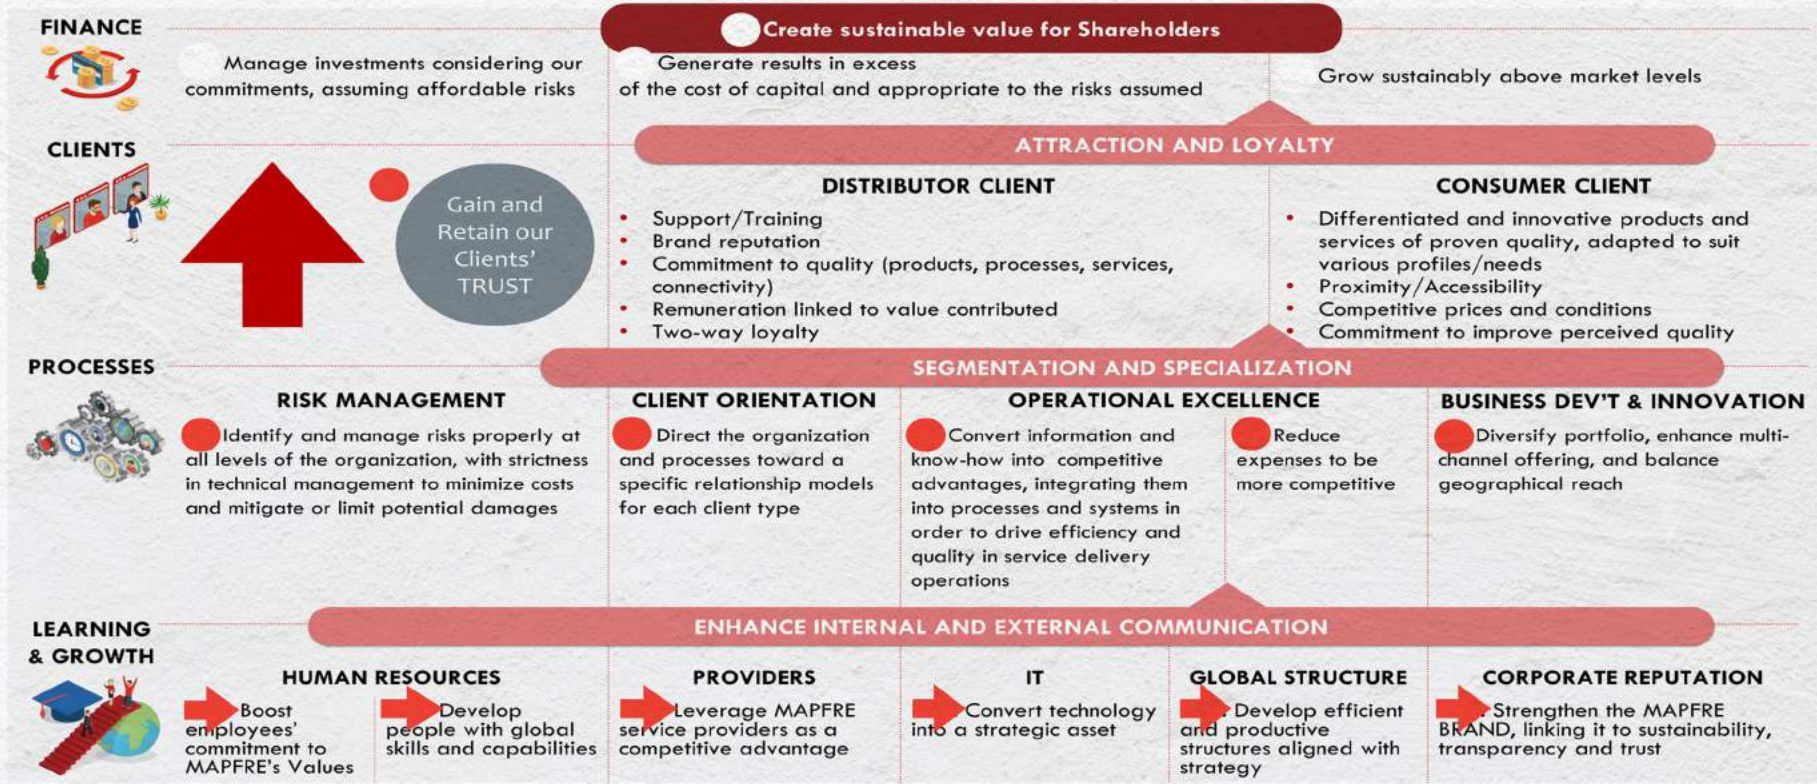 FINANCE
Create sustainable value for Shareholders
Manage investments considering our
commitments, assuming affordable risks
Generate results in excess
of the cost of capital and appropriate to the risks assumed
Grow sustainably above market levels
CLIENTS
ATTRACTION AND LOYALTY
Gain and
Retain our
Clients'
TRUST
DISTRIBUTOR CLIENT
• Support/Training
• Brand reputation
• Commitment to quality (products, processes, services,
connectivity)
• Remuneration linked to value contributed
• Two-way loyalty
CONSUMER CLIENT
• Differentiated and innovative products and
services of proven quality, adapted to suit
various profiles/needs
• Proximity/Accessibility
• Competitive prices and conditions
• Commitment to improve perceived quality
PROCESSES
SEGMENTATION AND SPECIALIZATION
RISK MANAGEMENT
Identify and manage risks properly at
all levels of the organization, with strictness
in technical management to minimize costs
and mitigate or limit potential damages
CLIENT ORIENTATION
Direct the organization
and processes toward a
specific relationship models
for each client type
OPERATIONAL EXCELLENCE
Convert information and
know-how into competitive
advantages, integrating them
into processes and systems in
order to drive efficiency and
quality in service delivery
operations
Reduce
expenses to be
more competitive
BUSINESS DEV'T & INNOVATION
Diversify portfolio, enhance multi-
channel offering, and balance
geographical reach
LEARNING
& GROWTH
ENHANCE INTERNAL AND EXTERNAL COMMUNICATION
HUMAN RESOURCES
Boost
employees'
commitment to
MAPFRE's Values
Develop
people with global
skills and capabilities
PROVIDERS
Leverage MAPFRE
service providers as a
competitive advantage
IT
Convert technology
into a strategic asset
GLOBAL STRUCTURE
Develop efficient
and productive
structures aligned with
strategy
CORPORATE REPUTATION
Strengthen the MAPFRE
BRAND, linking it to sustainability,
transparency and trust